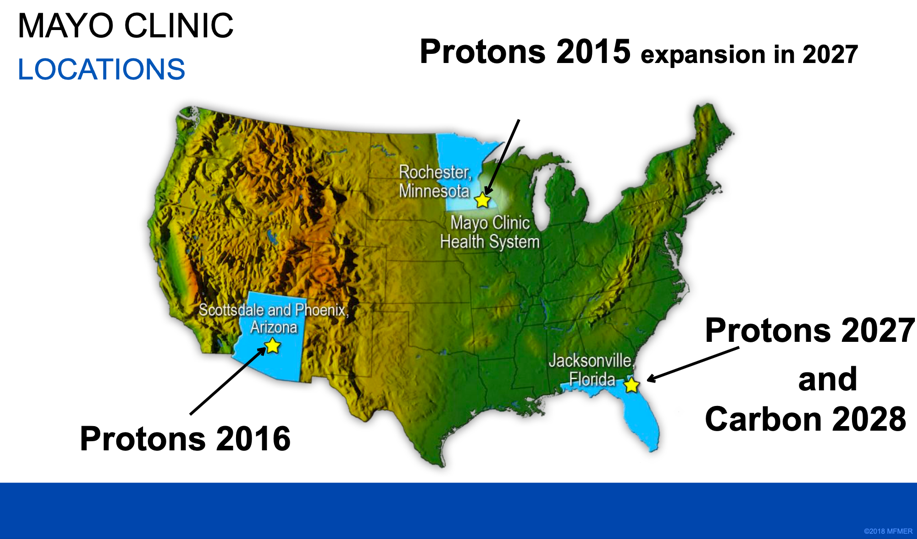 MAYO CLINIC
LOCATIONS
Protons 2015 expansion in 2027
Rochester,
Minnesota
Mayo Clinic
Health System
Scottsdale and Phoenix,
Arizona
Jacksonville,
Florida
Protons 2027
and
Carbon 2028
Protons 2016
©2018 MFMER